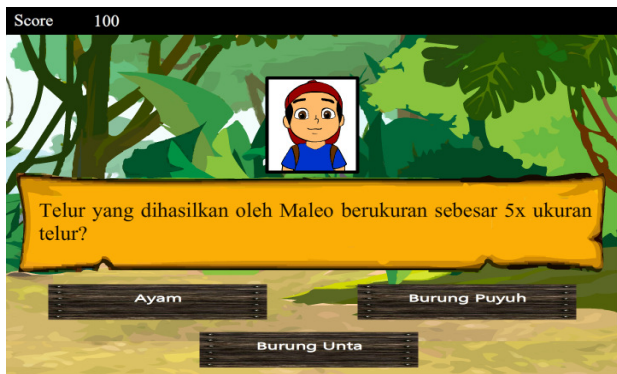 Score 100
Telur yang dihasilkan oleh Maleo berukuran sebesar 5x ukuran
telur?
Ayam
Burung Puyuh
Burung Unta